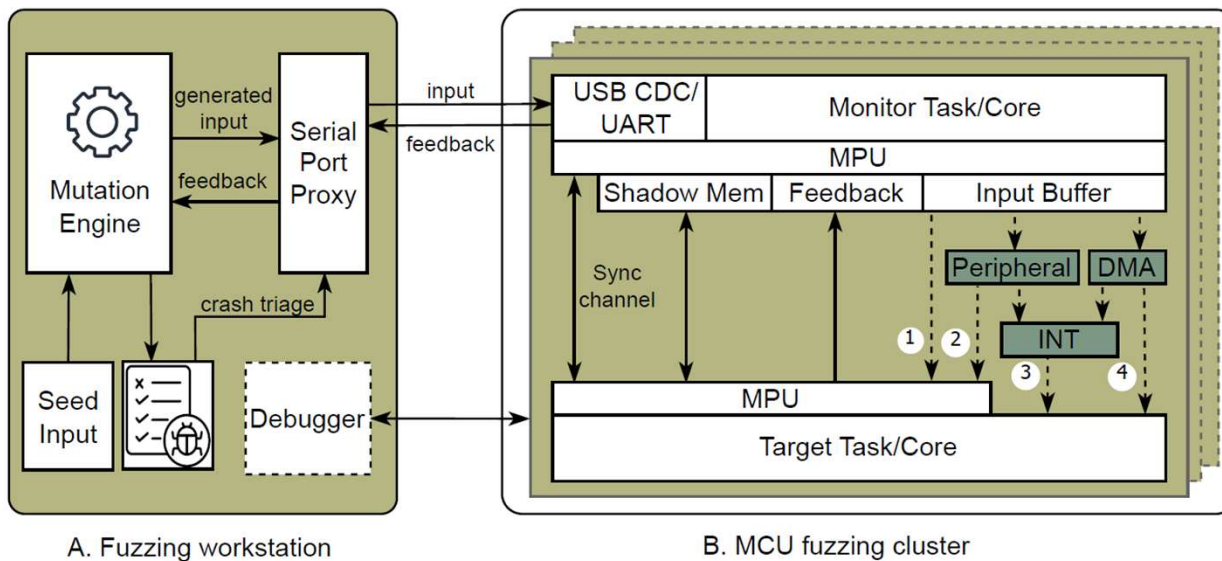 generated
input
feedback
Mutation
Engine
Serial
Port
Proxy
crash triage
Seed
Input
Debugger
input
feedback
USB CDC/
UART
Monitor Task/Core
MPU
Shadow Mem
Feedback
Input Buffer
Sync
channel
Peripheral
DMA
INT
1
2
3
4
MPU
Target Task/Core
A. Fuzzing workstation
B. MCU fuzzing cluster